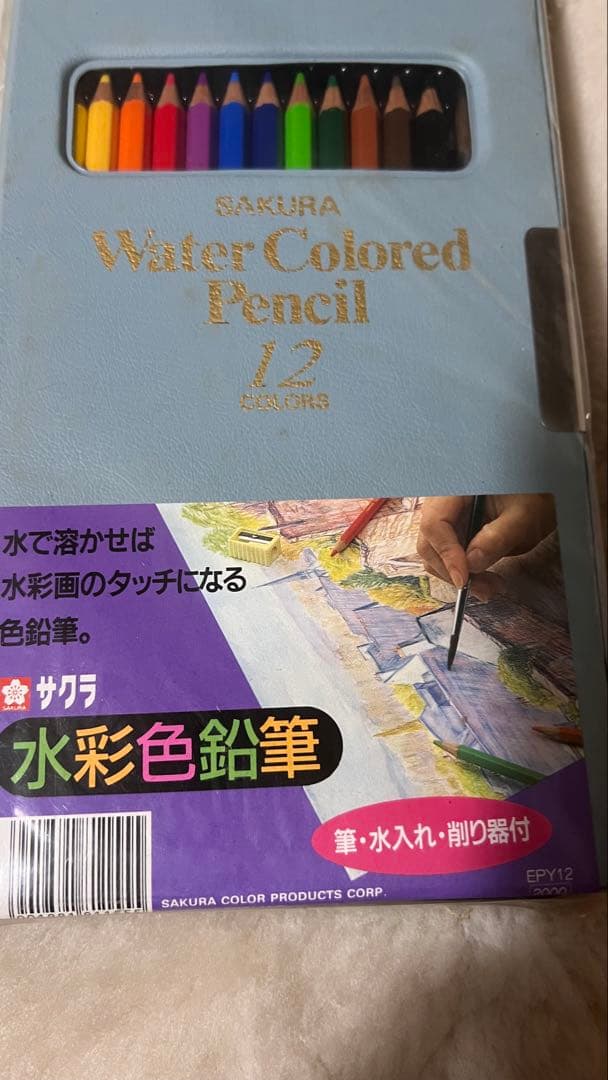 SAKURA
Water Colored
Pencil
12
COLORS
水で溶かせば
水彩画のタッチになる
色鉛筆。
SAKURA
サクラ
水彩色鉛筆
筆・水入れ・削り器付
EPY12
2000
SAKURA COLOR PRODUCTS CORP.